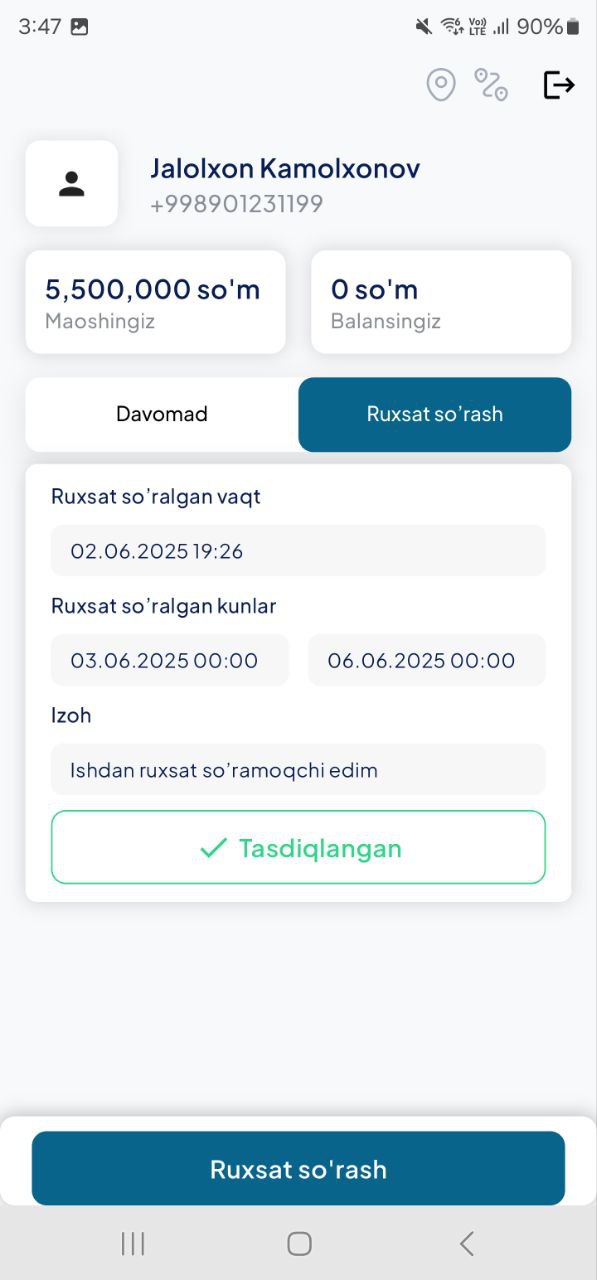 3:47 Vo)) LTE 90%
Jalolxon Kamolxonov
+998901231199
5,500,000 so'm 0 so'm
Maoshingiz Balansingiz
Davomad Ruxsat so’rash
Ruxsat so’ralgan vaqt
02.06.2025 19:26
Ruxsat so’ralgan kunlar
03.06.2025 00:00 06.06.2025 00:00
Izoh
Ishdan ruxsat so’ramoqchi edim
Tasdiqlangan
Ruxsat so'rash